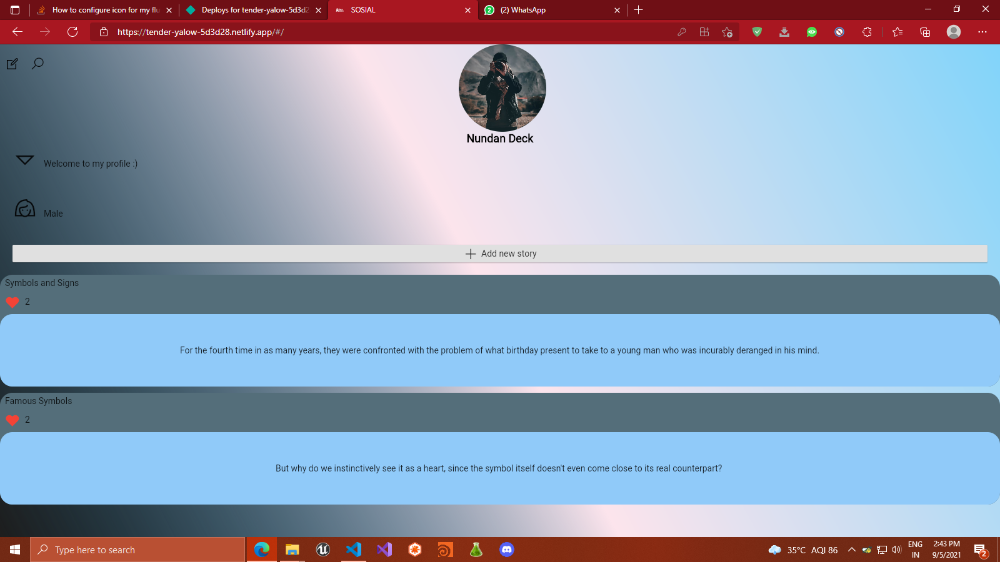 How to configure icon for my flu
Deploys for tender-yalow-5d3d2
SOSIAL
(2) WhatsApp
https://tender-yalow-5d3d28.netlify.app/#/
Nundan Deck
Welcome to my profile :)
Male
Add new story
Symbols and Signs
2
For the fourth time in as many years, they were confronted with the problem of what birthday present to take to a young man who was incurably deranged in his mind.
Famous Symbols
2
But why do we instinctively see it as a heart, since the symbol itself doesn't even come close to its real counterpart?
Type here to search
35°C AQI 86
ENG
IN
2:43 PM
9/5/2021
2